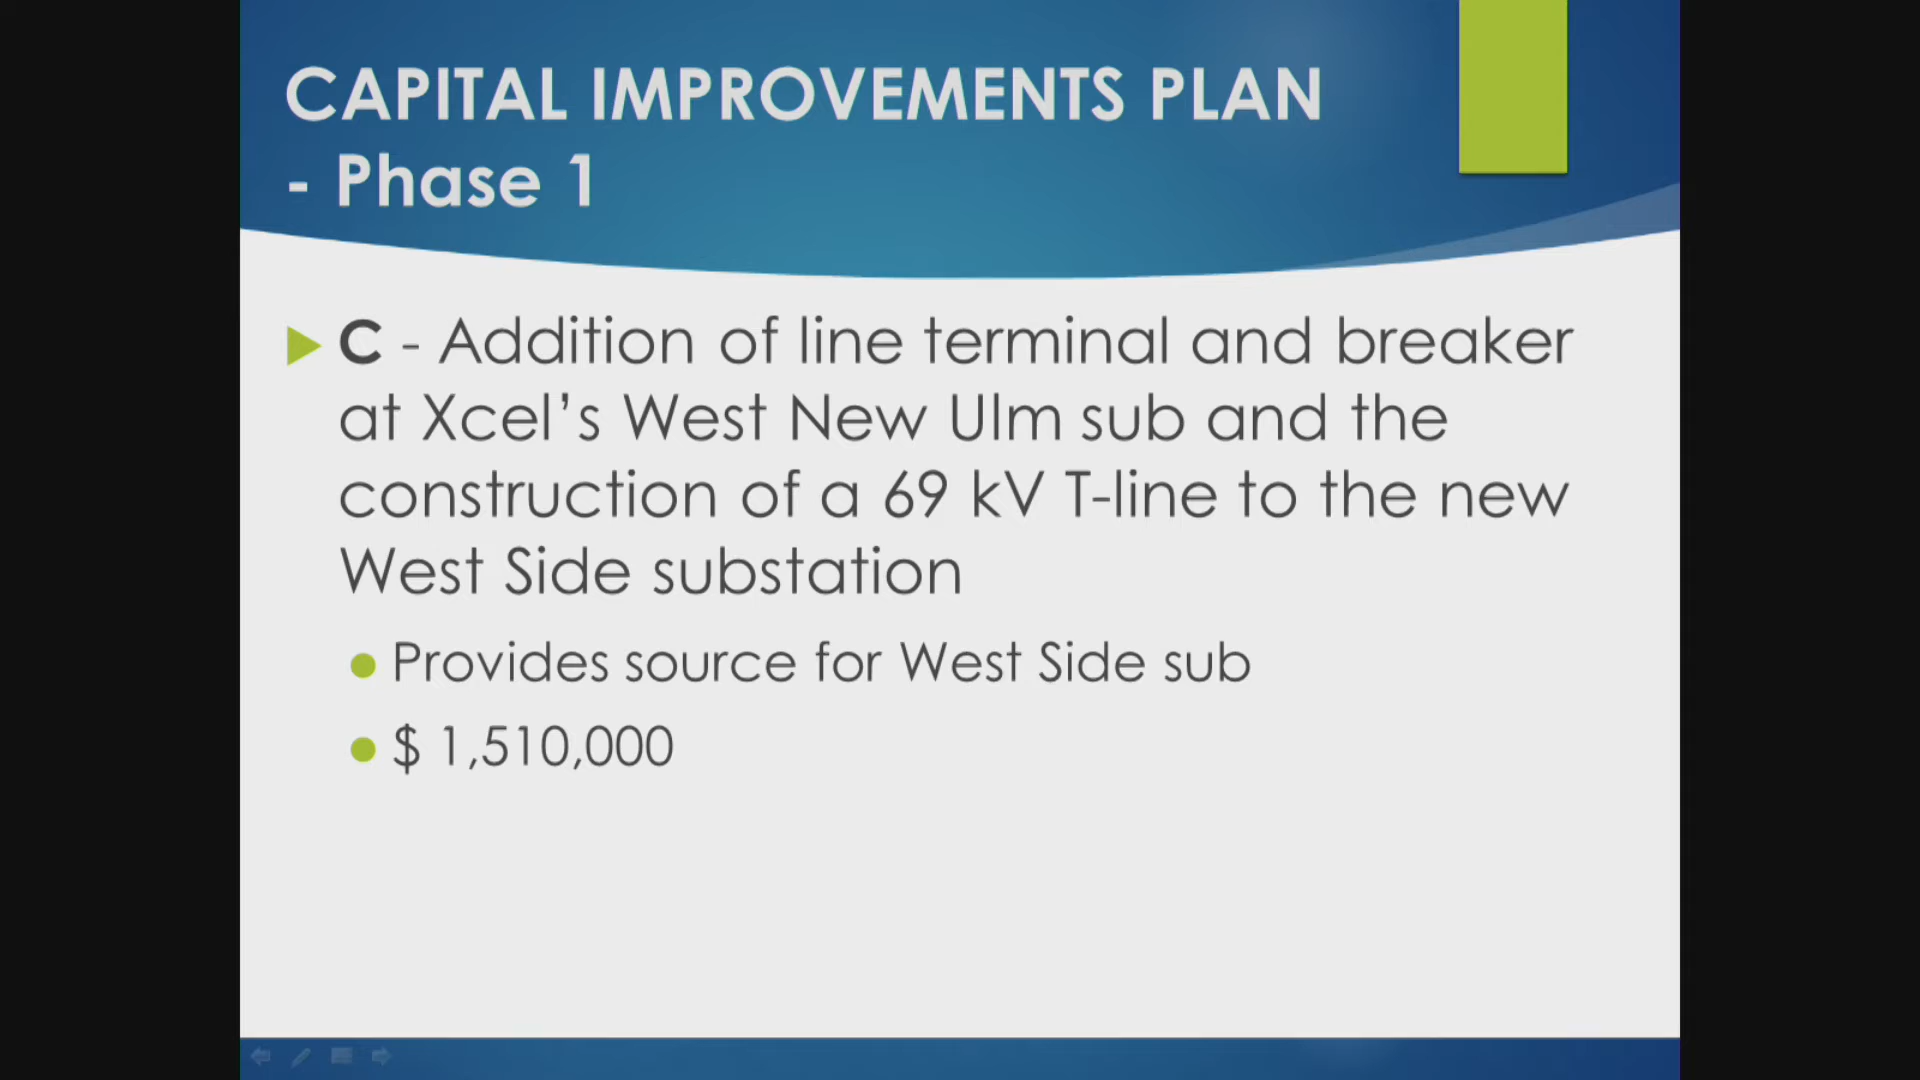 CAPITAL IMPROVEMENTS PLAN
- Phase 1
C - Addition of line terminal and breaker
at Xcel’s West New Ulm sub and the
construction of a 69 kV T-line to the new
West Side substation
Provides source for West Side sub
$ 1,510,000